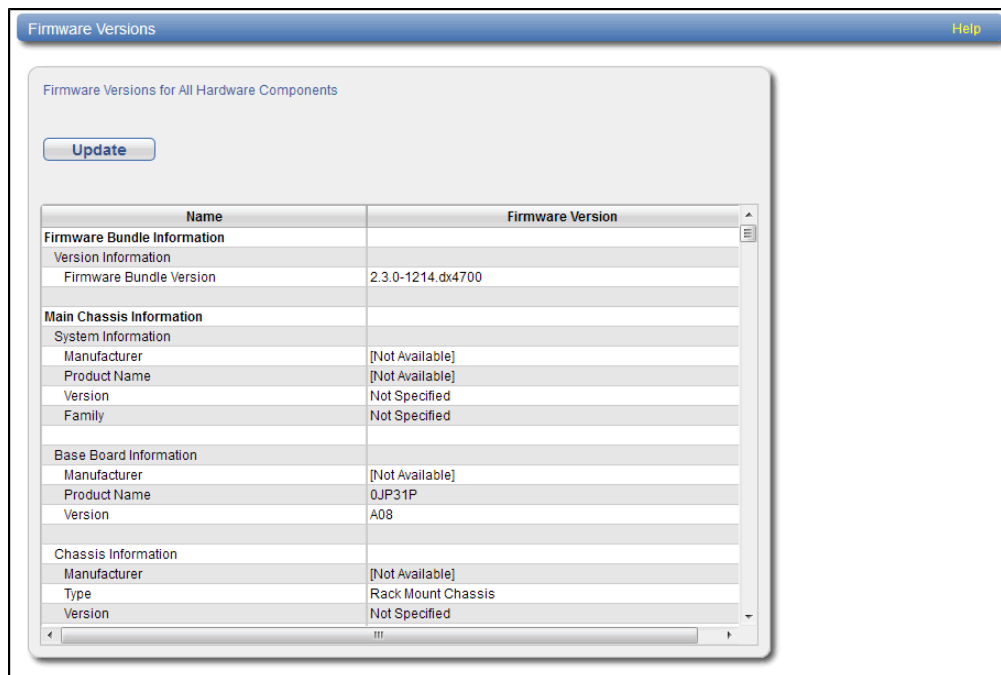 Firmware Versions Help
Firmware Versions for All Hardware Components
Update
Name Firmware Version
Firmware Bundle Information
Version Information
Firmware Bundle Version 2.3.0-1214.dx4700
Main Chassis Information
System Information
Manufacturer [Not Available]
Product Name [Not Available]
Version Not Specified
Family Not Specified
Base Board Information
Manufacturer [Not Available]
Product Name 0JP31P
Version A08
Chassis Information
Manufacturer [Not Available]
Type Rack Mount Chassis
Version Not Specified